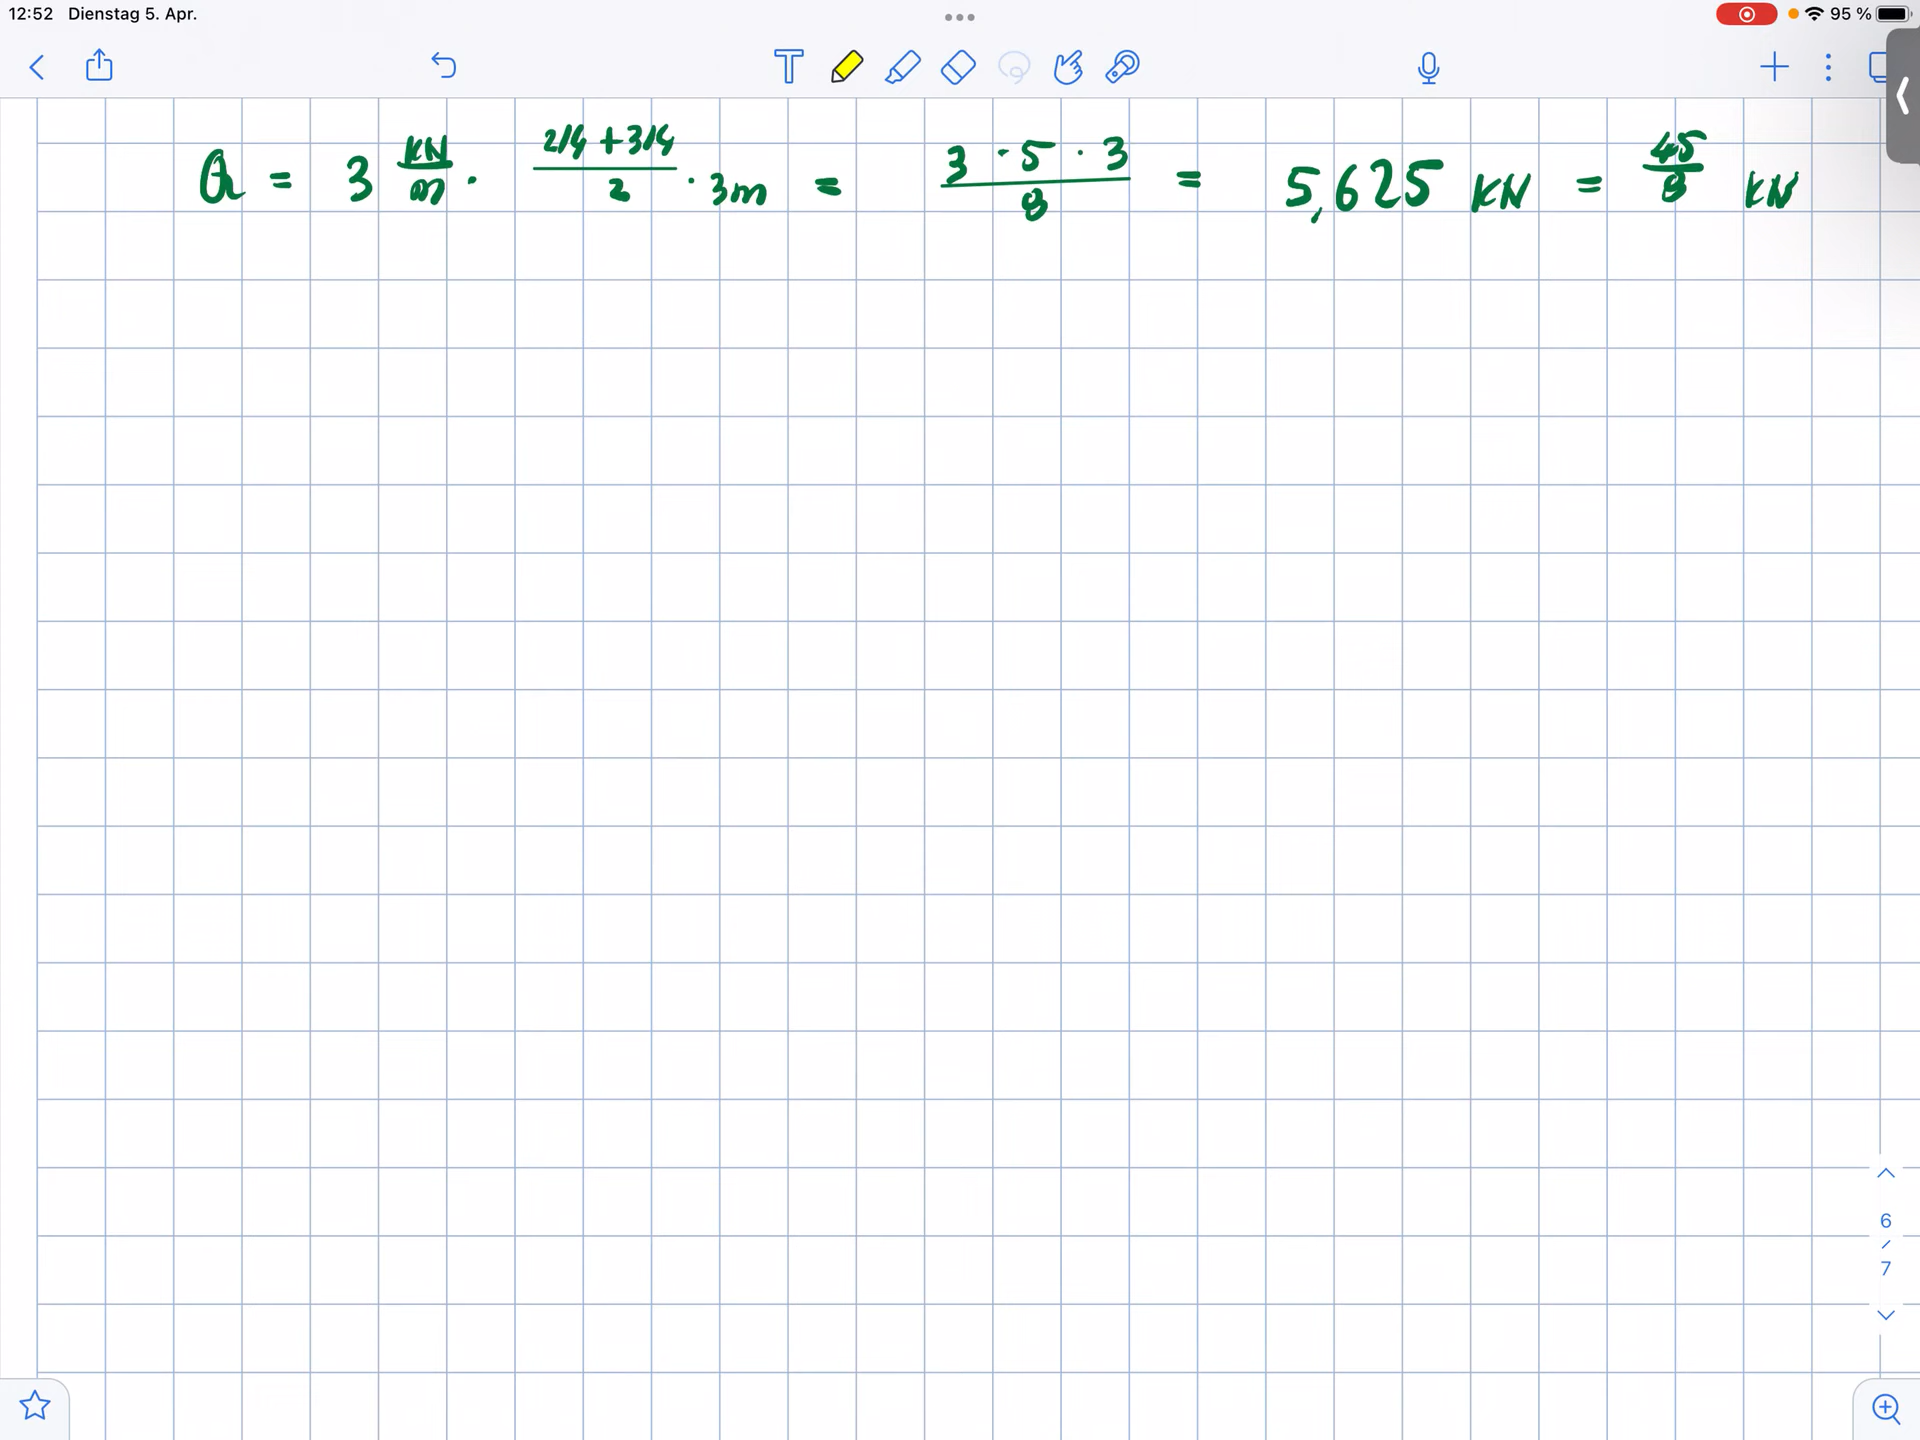 12:52 Dienstag 5. Apr. 95 %
Q = 3 kN/m · (2/4 + 3/4)/2 · 3m = (3 · 5 · 3)/8 = 5,625 kN = 45/8 kN
6
/
7